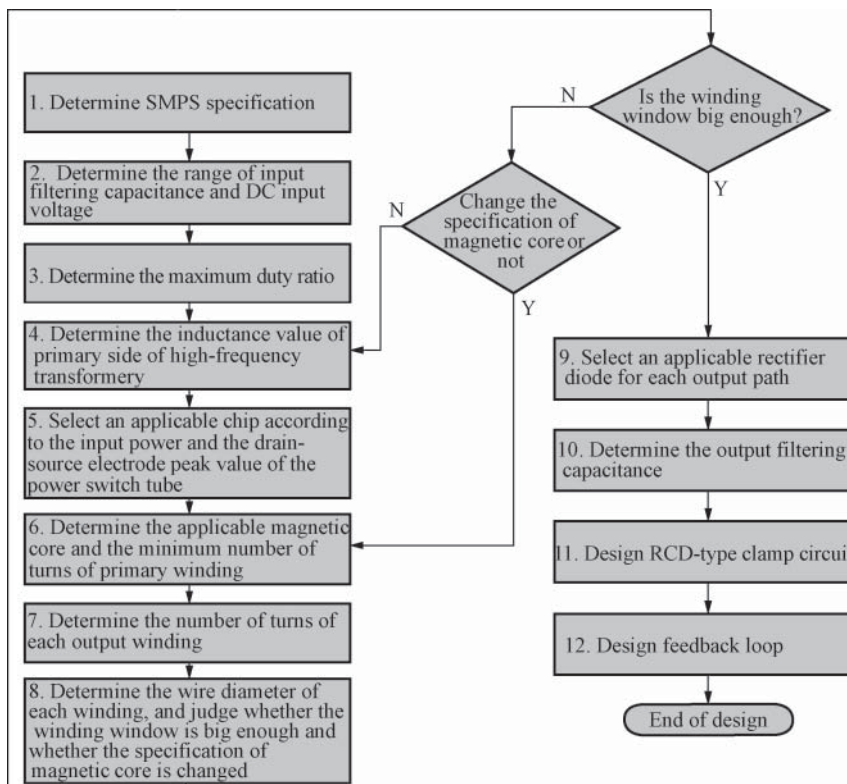 1. Determine SMPS specification
2. Determine the range of input
filtering capacitance and DC input
voltage
3. Determine the maximum duty ratio
4. Determine the inductance value of
primary side of high-frequency
transformery
5. Select an applicable chip according
to the input power and the drain-
source electrode peak value of the
power switch tube
6. Determine the applicable magnetic
core and the minimum number of
turns of primary winding
7. Determine the number of turns of
each output winding
8. Determine the wire diameter of
each winding, and judge whether the
winding window is big enough and
whether the specification of
magnetic core is changed
Is the winding
window big enough?
N
Y
Change the
specification of
magnetic core or
not
N
Y
9. Select an applicable rectifier
diode for each output path
10. Determine the output filtering
capacitance
11. Design RCD-type clamp circui
12. Design feedback loop
End of design